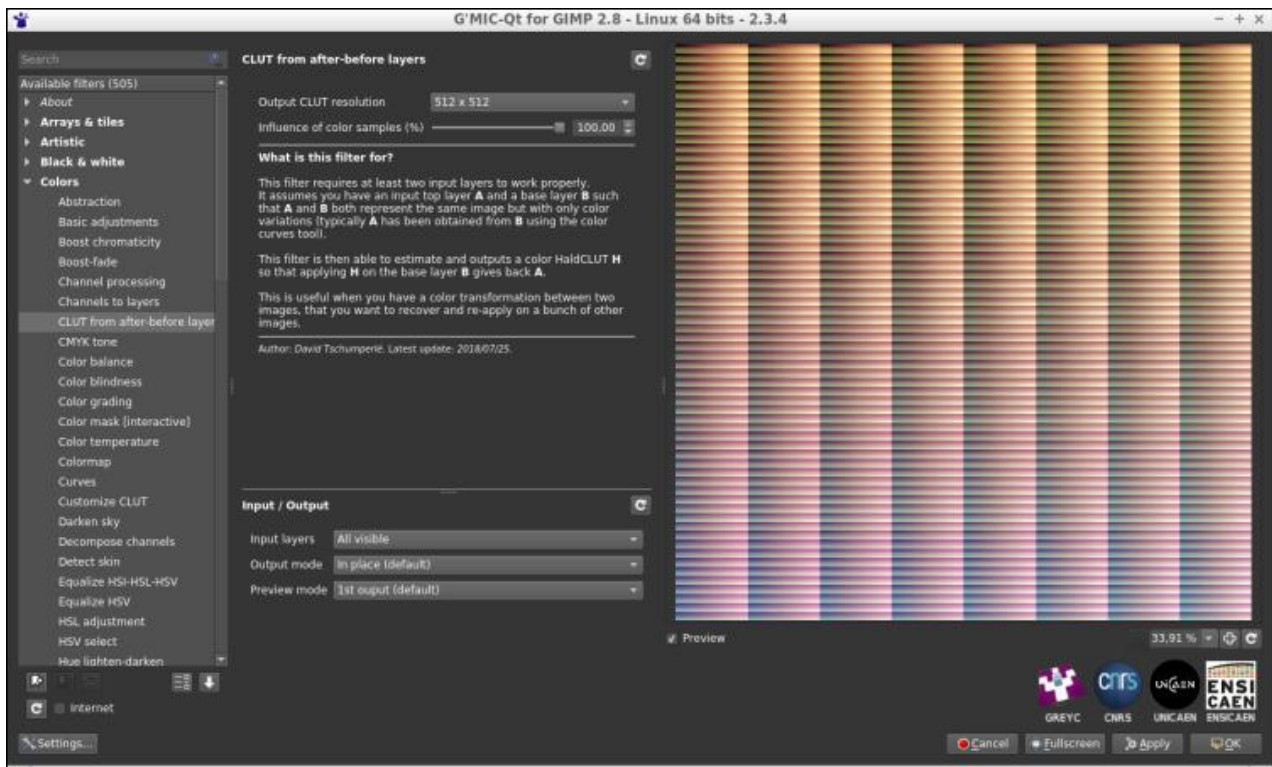 G'MIC-Qt for GIMP 2.8 - Linux 64 bits - 2.3.4
Search
Available filters (505)
About
Arrays & tiles
Artistic
Black & white
Colors
Abstraction
Basic adjustments
Boost chromaticity
Boost-fade
Channel processing
Channels to layers
CLUT from after-before layer
CMYK tone
Color balance
Color blindness
Color grading
Color mask [interactive]
Color temperature
Colormap
Curves
Customize CLUT
Darken sky
Decompose channels
Detect skin
Equalize HSI-HSL-HSV
Equalize HSV
HSL adjustment
HSV select
Hue lighten-darken
Internet
Settings...
CLUT from after-before layers
Output CLUT resolution 512 x 512
Influence of color samples (%) 100.00
What is this filter for?
This filter requires at least two input layers to work properly.
It assumes you have an input top layer A and a base layer B such
that A and B both represent the same image but with only color
variations (typically A has been obtained from B using the color
curves tool).
This filter is then able to estimate and outputs a color HaldCLUT H
so that applying H on the base layer B gives back A.
This is useful when you have a color transformation between two
images, that you want to recover and re-apply on a bunch of other
images.
Author: David Tschumperlé. Latest update: 2018/07/25.
Input / Output
Input layers All visible
Output mode In place (default)
Preview mode 1st ouput (default)
Preview
33,91 %
cnrs
UNICAEN
ENSI
CAEN
GREYC CNRS UNICAEN ENSICAEN
Cancel Fullscreen Apply OK